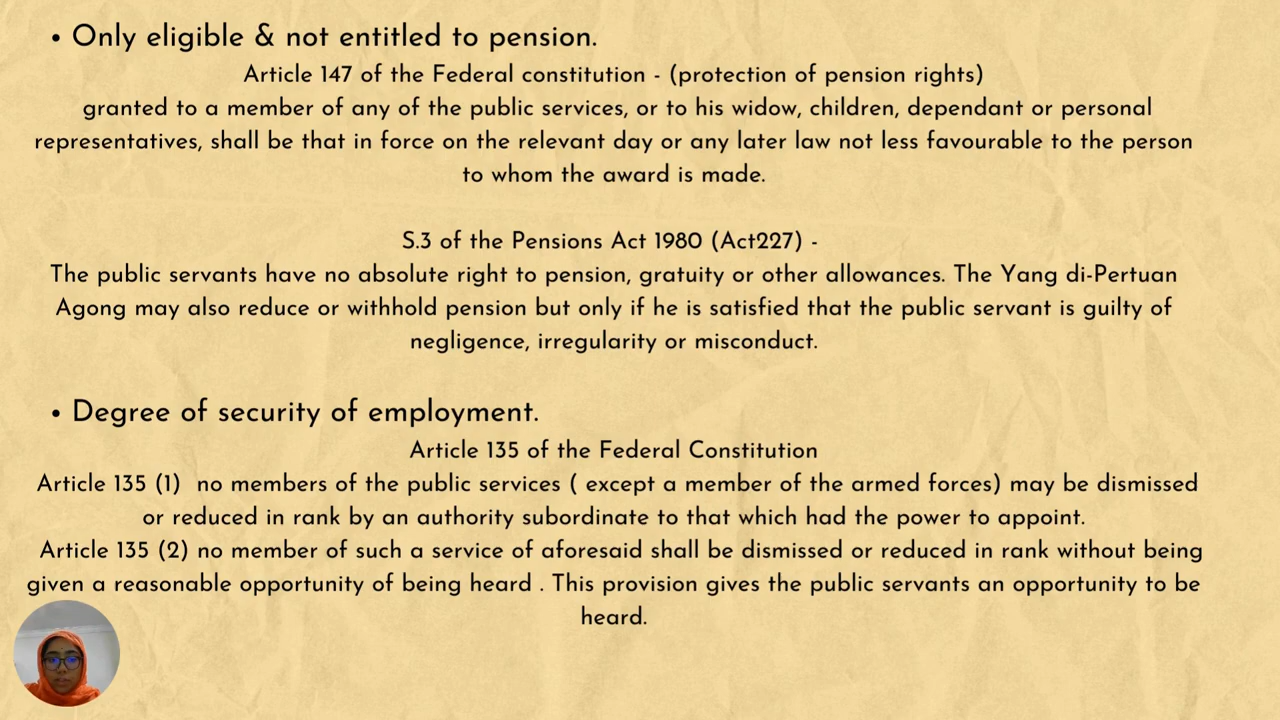 • Only eligible & not entitled to pension.
Article 147 of the Federal constitution - (protection of pension rights)
granted to a member of any of the public services, or to his widow, children, dependant or personal
representatives, shall be that in force on the relevant day or any later law not less favourable to the person
to whom the award is made.
S.3 of the Pensions Act 1980 (Act227) -
The public servants have no absolute right to pension, gratuity or other allowances. The Yang di-Pertuan
Agong may also reduce or withhold pension but only if he is satisfied that the public servant is guilty of
negligence, irregularity or misconduct.
• Degree of security of employment.
Article 135 of the Federal Constitution
Article 135 (1)  no members of the public services ( except a member of the armed forces) may be dismissed
or reduced in rank by an authority subordinate to that which had the power to appoint.
Article 135 (2) no member of such a service of aforesaid shall be dismissed or reduced in rank without being
given a reasonable opportunity of being heard . This provision gives the public servants an opportunity to be
heard.